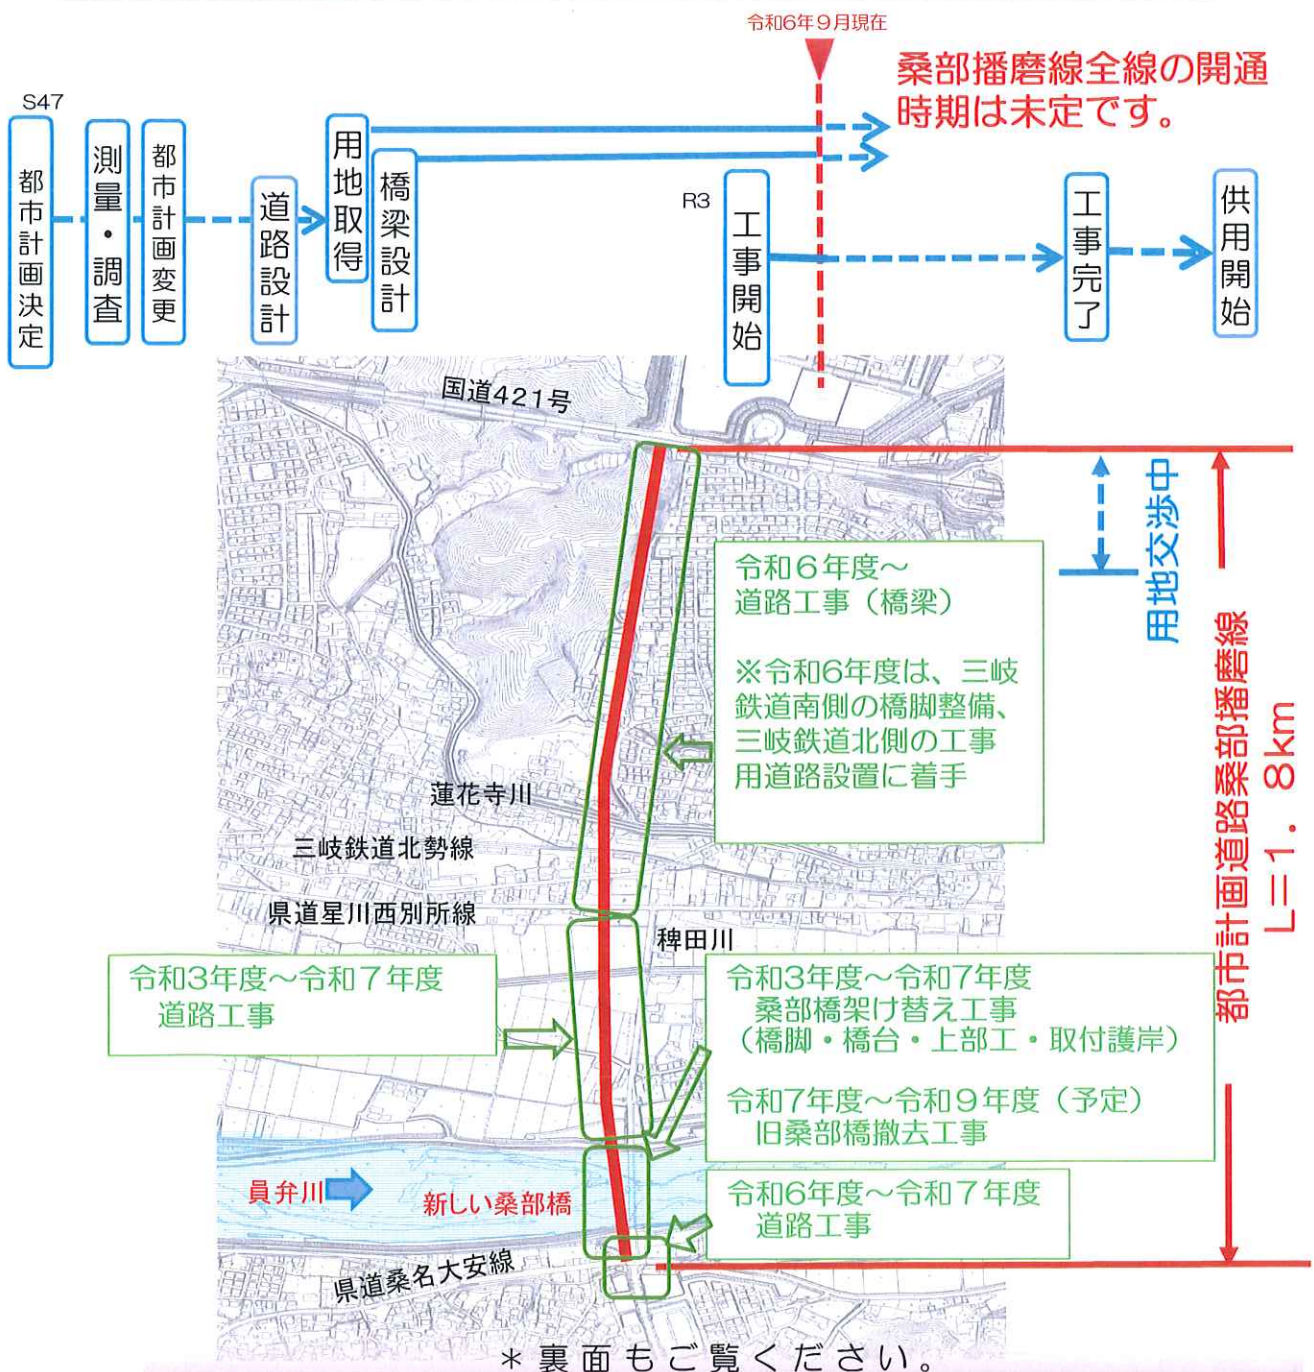 令和6年9月現在
桑部播磨線全線の開通
時期は未定です。
S47
都市計画決定
測量・調査
都市計画変更
道路設計
用地取得
橋梁設計
R3
工事開始
工事完了
供用開始
国道421号
用地交渉中
令和6年度～
道路工事（橋梁）
※令和6年度は、三岐
鉄道南側の橋脚整備、
三岐鉄道北側の工事
用道路設置に着手
都市計画道路桑部播磨線
L=1．8km
蓮花寺川
三岐鉄道北勢線
県道星川西別所線
稗田川
令和3年度～令和7年度
道路工事
令和3年度～令和7年度
桑部橋架け替え工事
（橋脚・橋台・上部工・取付護岸）
令和7年度～令和9年度（予定）
旧桑部橋撤去工事
員弁川
新しい桑部橋
令和6年度～令和7年度
道路工事
県道桑名大安線
＊裏面もご覧ください。